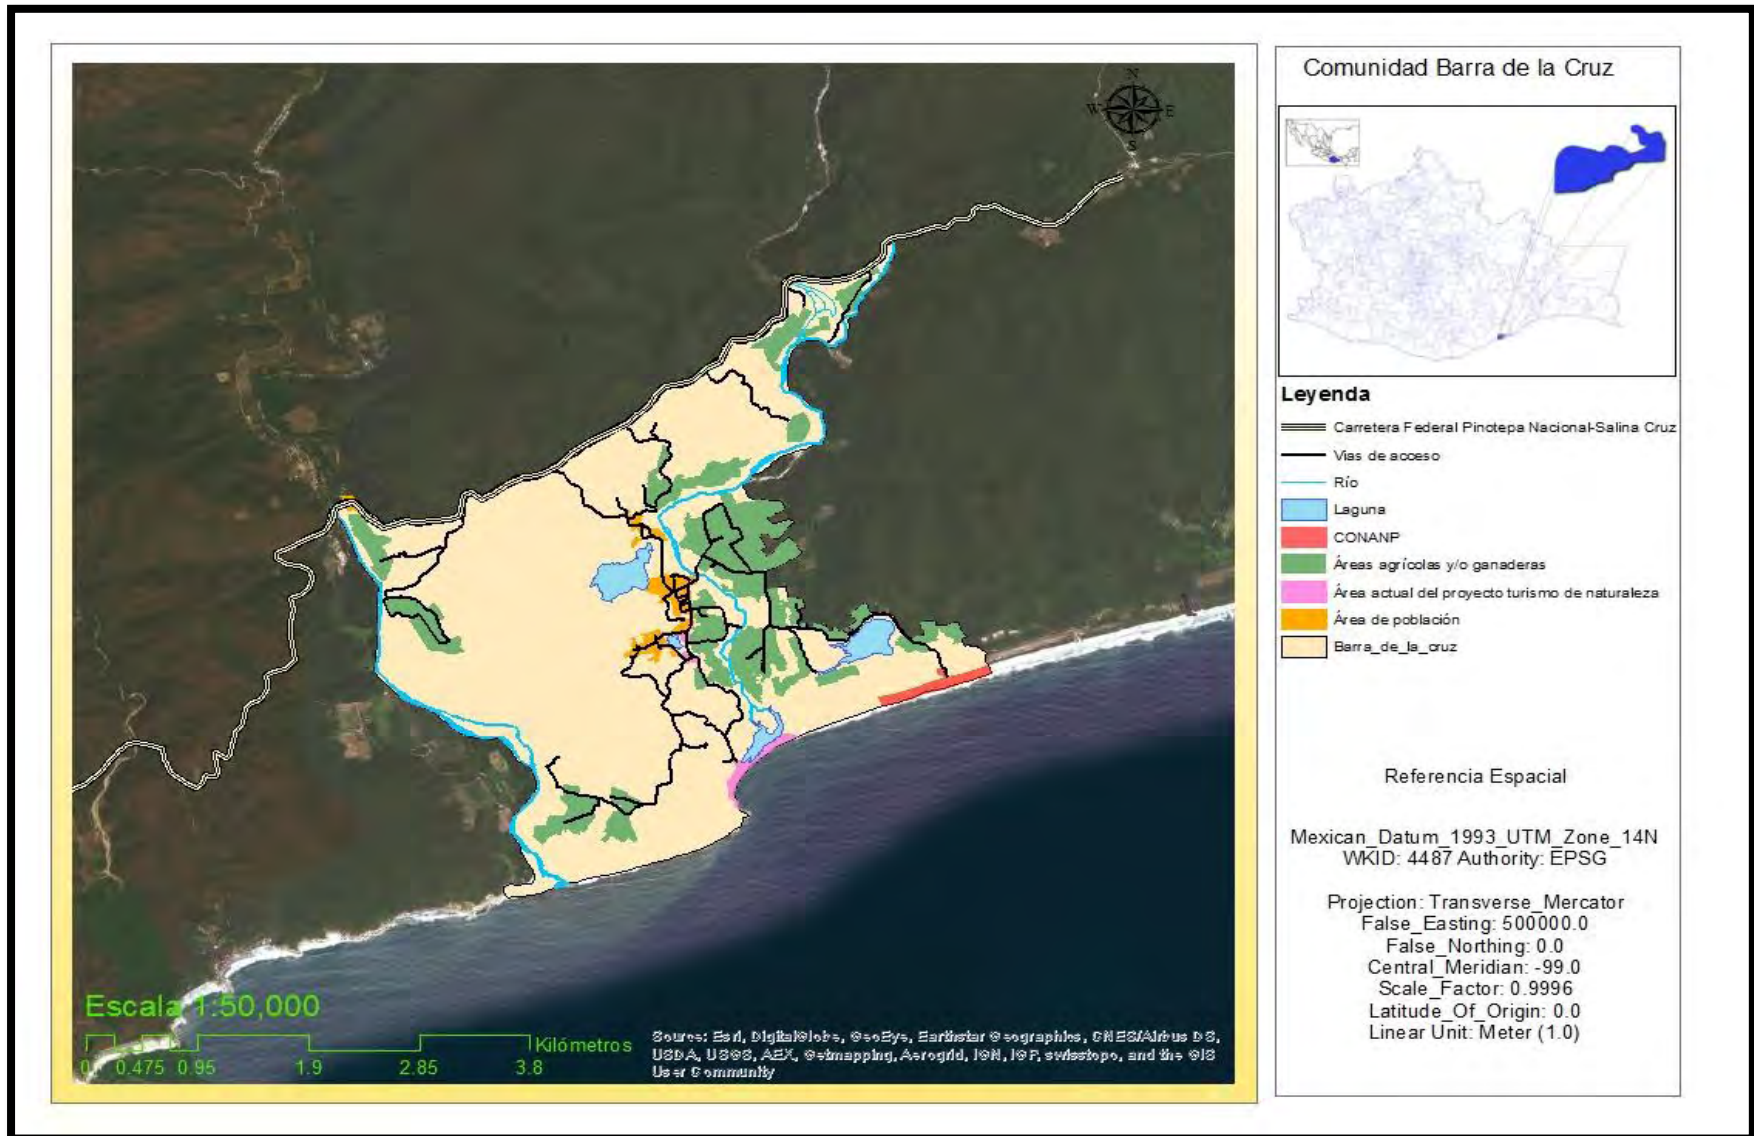 Comunidad Barra de la Cruz
N
W E
S
Leyenda
Carretera Federal Pinotepa Nacional-Salina Cruz
Vias de acceso
Río
Laguna
CONANP
Áreas agrícolas y/o ganaderas
Área actual del proyecto turismo de naturaleza
Área de población
Barra_de_la_cruz
Referencia Espacial
Mexican_Datum_1993_UTM_Zone_14N
WKID: 4487 Authority: EPSG
Projection: Transverse_Mercator
False_Easting: 500000.0
False_Northing: 0.0
Central_Meridian: -99.0
Scale_Factor: 0.9996
Latitude_Of_Origin: 0.0
Linear Unit: Meter (1.0)
Escala 1:50,000
Kilómetros
0 0.475 0.95 1.9 2.85 3.8
Source: Esri, DigitalGlobe, GeoEye, Earthstar Geographics, CNES/Airbus DS,
USDA, USGS, AEX, Getmapping, Aerogrid, IGN, IGP, swisstopo, and the GIS
User Community